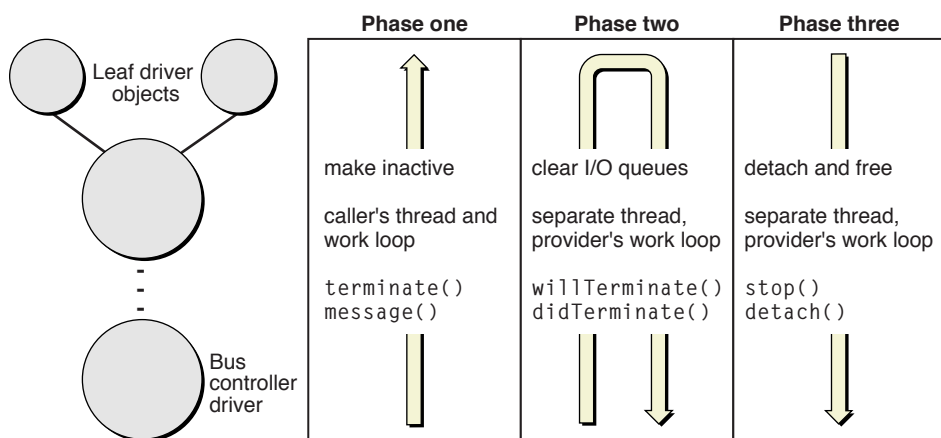 Phase one
Phase two
Phase three
Leaf driver
objects
make inactive
caller's thread and
work loop
terminate()
message()
clear I/O queues
separate thread,
provider's work loop
willTerminate()
didTerminate()
detach and free
separate thread,
provider's work loop
stop()
detach()
Bus
controller
driver